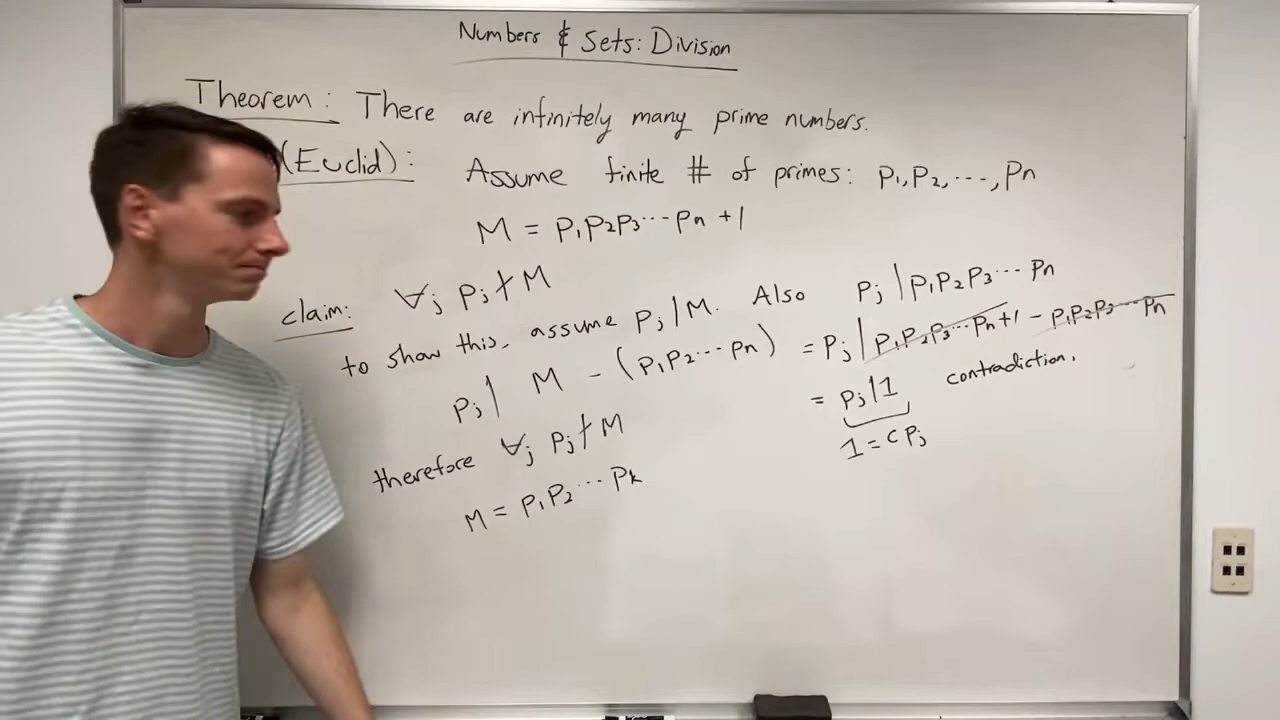 Numbers & Sets: Division
Theorem: There are infinitely many prime numbers.
(Euclid): Assume finite # of primes: p₁, p₂, ..., pₙ
M = p₁p₂p₃ ⋯ pₙ + 1
claim: ∀j pj ∤ M
to show this, assume pj | M. Also pj | p₁p₂p₃ ⋯ pₙ
pj | M - (p₁p₂ ⋯ pₙ) = pj | p₁p₂p₃ ⋯ pₙ + 1 - p₁p₂p₃ ⋯ pₙ
= pj | 1 contradiction.
1 = c pj
therefore ∀j pj ∤ M
M = p₁p₂ ⋯ pₖ